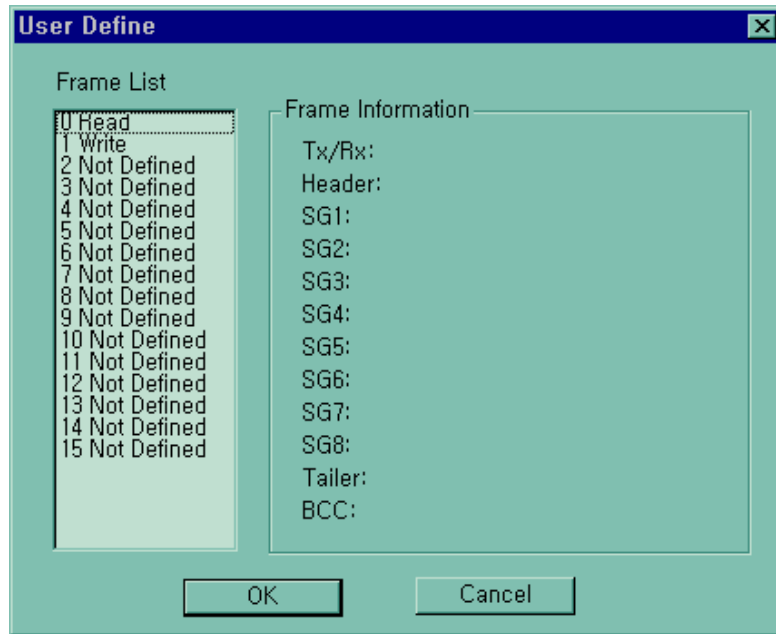 User Define
Frame List
0 Read
1 Write
2 Not Defined
3 Not Defined
4 Not Defined
5 Not Defined
6 Not Defined
7 Not Defined
8 Not Defined
9 Not Defined
10 Not Defined
11 Not Defined
12 Not Defined
13 Not Defined
14 Not Defined
15 Not Defined
Frame Information
Tx/Rx:
Header:
SG1:
SG2:
SG3:
SG4:
SG5:
SG6:
SG7:
SG8:
Tailer:
BCC:
OK
Cancel